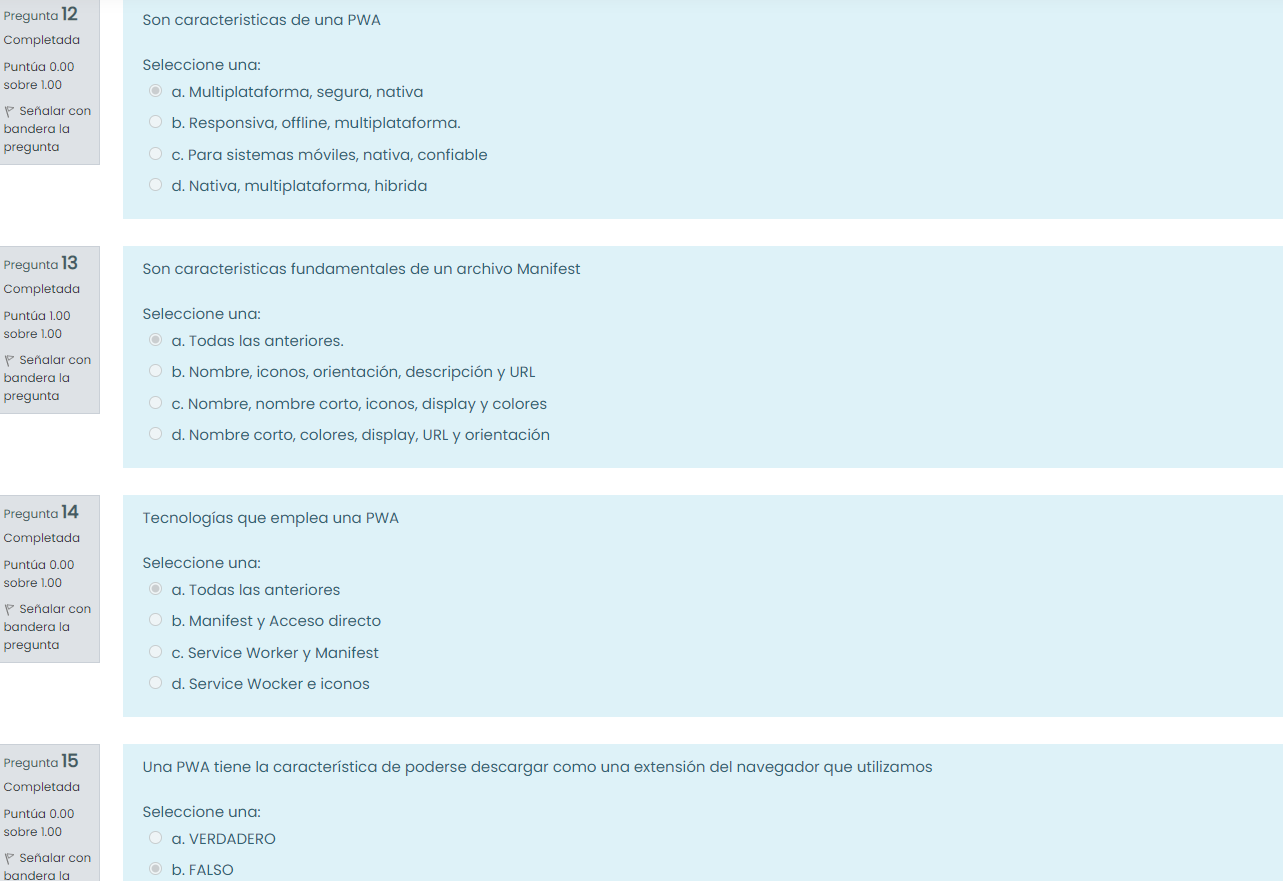 Pregunta 12
Completada
Puntúa 0.00
sobre 1.00
Señalar con
bandera la
pregunta
Son caracteristicas de una PWA
Seleccione una:
a. Multiplataforma, segura, nativa
b. Responsiva, offline, multiplataforma.
c. Para sistemas móviles, nativa, confiable
d. Nativa, multiplataforma, hibrida
Pregunta 13
Completada
Puntúa 1.00
sobre 1.00
Señalar con
bandera la
pregunta
Son caracteristicas fundamentales de un archivo Manifest
Seleccione una:
a. Todas las anteriores.
b. Nombre, iconos, orientación, descripción y URL
c. Nombre, nombre corto, iconos, display y colores
d. Nombre corto, colores, display, URL y orientación
Pregunta 14
Completada
Puntúa 0.00
sobre 1.00
Señalar con
bandera la
pregunta
Tecnologías que emplea una PWA
Seleccione una:
a. Todas las anteriores
b. Manifest y Acceso directo
c. Service Worker y Manifest
d. Service Wocker e iconos
Pregunta 15
Completada
Puntúa 0.00
sobre 1.00
Señalar con
bandera la
Una PWA tiene la característica de poderse descargar como una extensión del navegador que utilizamos
Seleccione una:
a. VERDADERO
b. FALSO